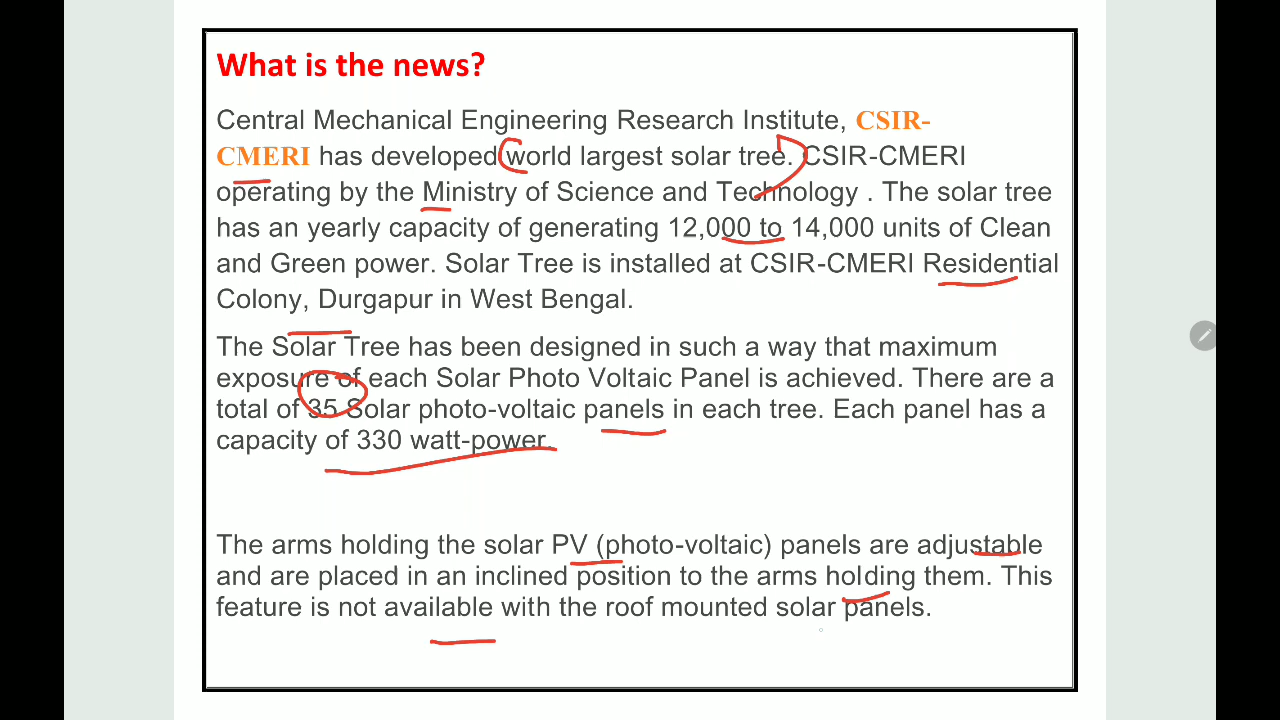 What is the news?
Central Mechanical Engineering Research Institute, CSIR-
CMERI has developed world largest solar tree. CSIR-CMERI
operating by the Ministry of Science and Technology . The solar tree
has an yearly capacity of generating 12,000 to 14,000 units of Clean
and Green power. Solar Tree is installed at CSIR-CMERI Residential
Colony, Durgapur in West Bengal.
The Solar Tree has been designed in such a way that maximum
exposure of each Solar Photo Voltaic Panel is achieved. There are a
total of 35 Solar photo-voltaic panels in each tree. Each panel has a
capacity of 330 watt-power.
The arms holding the solar PV (photo-voltaic) panels are adjustable
and are placed in an inclined position to the arms holding them. This
feature is not available with the roof mounted solar panels.